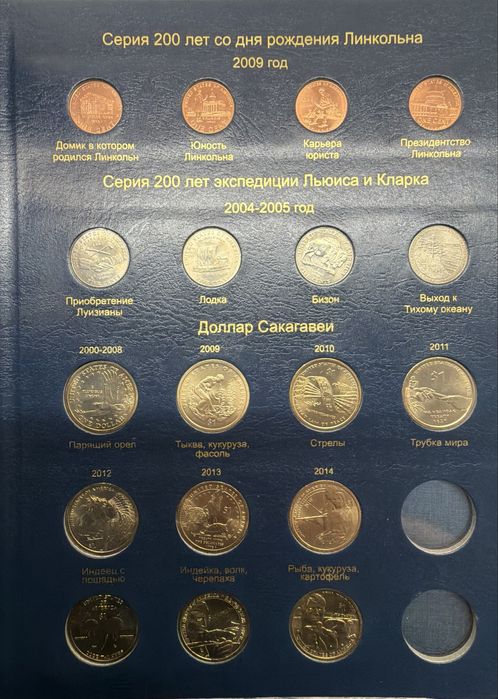 Серия 200 лет со дня рождения Линкольна
2009 год
Домик в котором
родился Линкольн
Юность
Линкольна
Карьера
юриста
Президентство
Линкольна
Серия 200 лет экспедиции Льюиса и Кларка
2004-2005 год
Приобретение
Луизианы
Лодка
Бизон
Выход к
Тихому океану
Доллар Сакагавеи
2000-2008
2009
2010
2011
Парящий орел
Тыква, кукуруза,
фасоль
Стрелы
Трубка мира
2012
2013
2014
Индеец с
лошадью
Индейка, волк,
черепаха
Рыба, кукуруза,
картофель